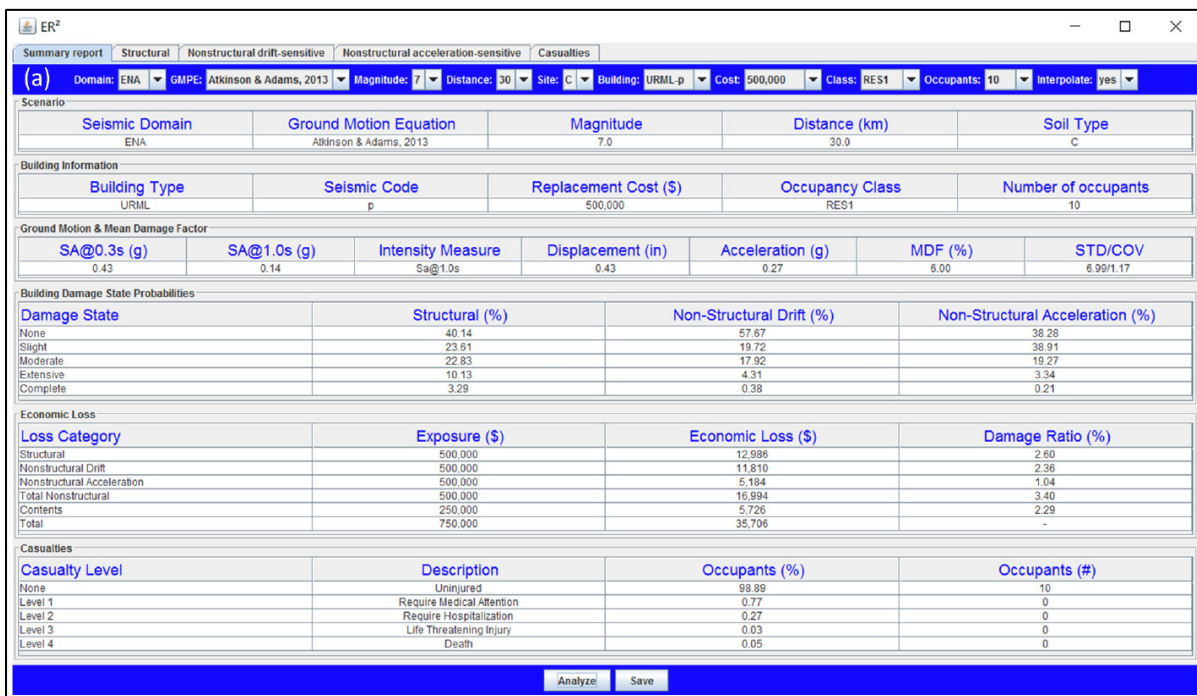 ER²
Summary report Structural Nonstructural drift-sensitive Nonstructural acceleration-sensitive Casualties
(a) Domain: ENA GMPE: Atkinson & Adams, 2013 Magnitude: 7 Distance: 30 Site: C Building: URML-p Cost: 500,000 Class: RES1 Occupants: 10 Interpolate: yes
Scenario
Seismic Domain Ground Motion Equation Magnitude Distance (km) Soil Type
ENA Atkinson & Adams, 2013 7.0 30.0 C
Building Information
Building Type Seismic Code Replacement Cost ($) Occupancy Class Number of occupants
URML p 500,000 RES1 10
Ground Motion & Mean Damage Factor
SA@0.3s (g) SA@1.0s (g) Intensity Measure Displacement (in) Acceleration (g) MDF (%) STD/COV
0.43 0.14 Sa@1.0s 0.43 0.27 6.00 6.99/1.17
Building Damage State Probabilities
Damage State Structural (%) Non-Structural Drift (%) Non-Structural Acceleration (%)
None 40.14 57.67 38.28
Slight 23.61 19.72 38.91
Moderate 22.83 17.92 19.27
Extensive 10.13 4.31 3.34
Complete 3.29 0.38 0.21
Economic Loss
Loss Category Exposure ($) Economic Loss ($) Damage Ratio (%)
Structural 500,000 12,986 2.60
Nonstructural Drift 500,000 11,810 2.36
Nonstructural Acceleration 500,000 5,184 1.04
Total Nonstructural 500,000 16,994 3.40
Contents 250,000 5,726 2.29
Total 750,000 35,706 -
Casualties
Casualty Level Description Occupants (%) Occupants (#)
None Uninjured 98.89 10
Level 1 Require Medical Attention 0.77 0
Level 2 Require Hospitalization 0.27 0
Level 3 Life Threatening Injury 0.03 0
Level 4 Death 0.05 0
Analyze Save